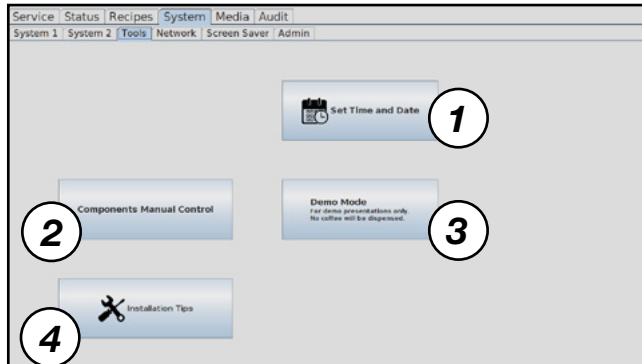 Service Status Recipes System Media Audit
System 1 System 2 Tools Network Screen Saver Admin
Set Time and Date
1
Components Manual Control
2
Demo Mode
For demo presentations only.
No coffee will be dispensed.
3
Installation Tips
4